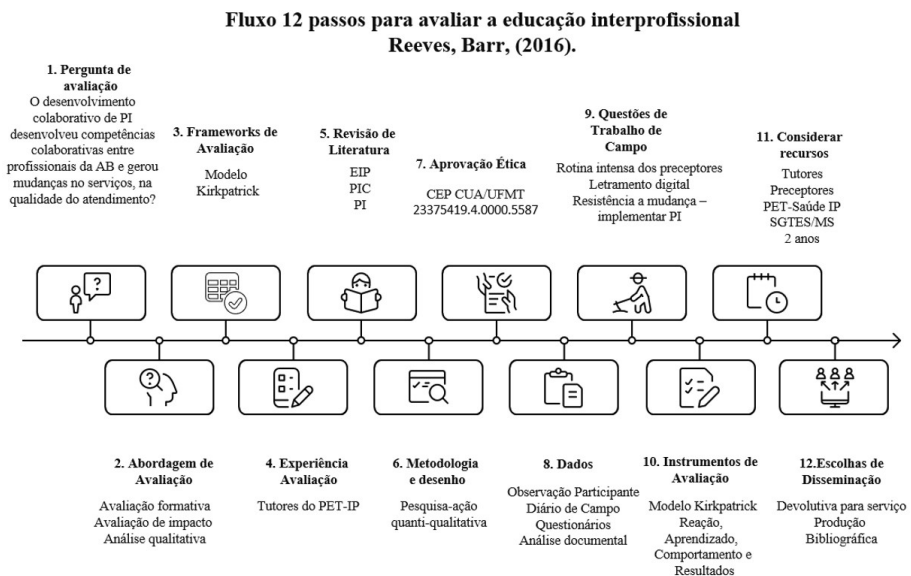 Fluxo 12 passos para avaliar a educação interprofissional
Reeves, Barr, (2016).
1. Pergunta de
avaliação
O desenvolvimento
colaborativo de PI
desenvolveu competências
colaborativas entre
profissionais da AB e gerou
mudanças no serviços, na
qualidade do atendimento?
3. Frameworks de
Avaliação
Modelo
Kirkpatrick
5. Revisão de
Literatura
EIP
PIC
PI
7. Aprovação Ética
CEP CUA/UFMT
23375419.4.0000.5587
9. Questões de
Trabalho de
Campo
Rotina intensa dos preceptores
Letramento digital
Resistência a mudança –
implementar PI
11. Considerar
recursos
Tutores
Preceptores
PET-Saúde IP
SGTES/MS
2 anos
2. Abordagem de
Avaliação
Avaliação formativa
Avaliação de impacto
Análise qualitativa
4. Experiência
Avaliação
Tutores do PET-IP
6. Metodologia
e desenho
Pesquisa-ação
quanti-qualitativa
8. Dados
Observação Participante
Diário de Campo
Questionários
Análise documental
10. Instrumentos de
Avaliação
Modelo Kirkpatrick
Reação,
Aprendizado,
Comportamento e
Resultados
12.Escolhas de
Disseminação
Devolutiva para serviço
Produção
Bibliográfica